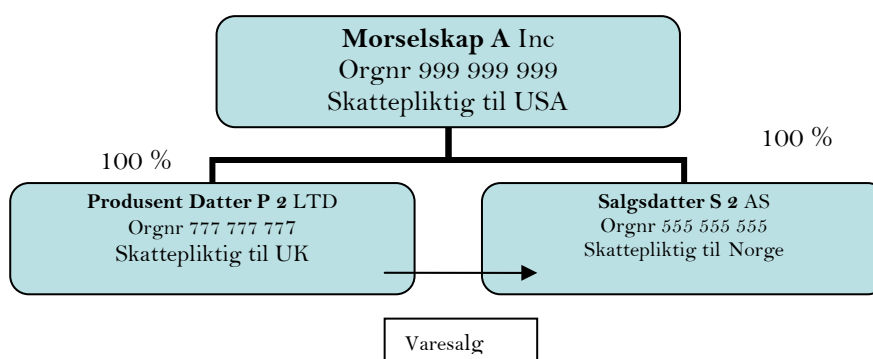 Morselskap A Inc
Orgnr 999 999 999
Skattepliktig til USA
100 %
100 %
Produsent Datter P 2 LTD
Orgnr 777 777 777
Skattepliktig til UK
Salgsdatter S 2 AS
Orgnr 555 555 555
Skattepliktig til Norge
Varesalg